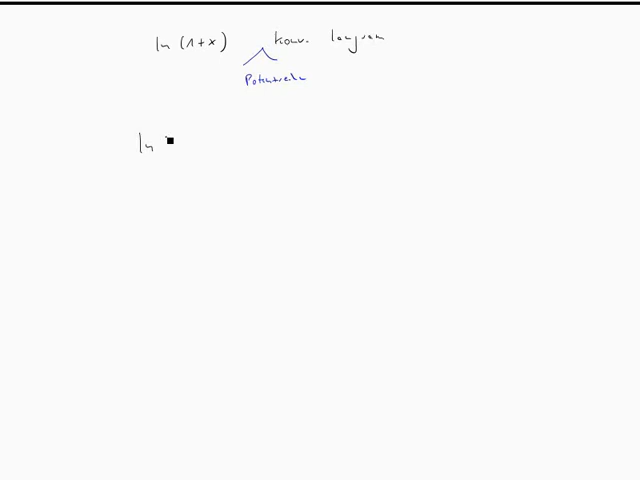 ln (1+x) konv. langsam
Potenzreihe
ln